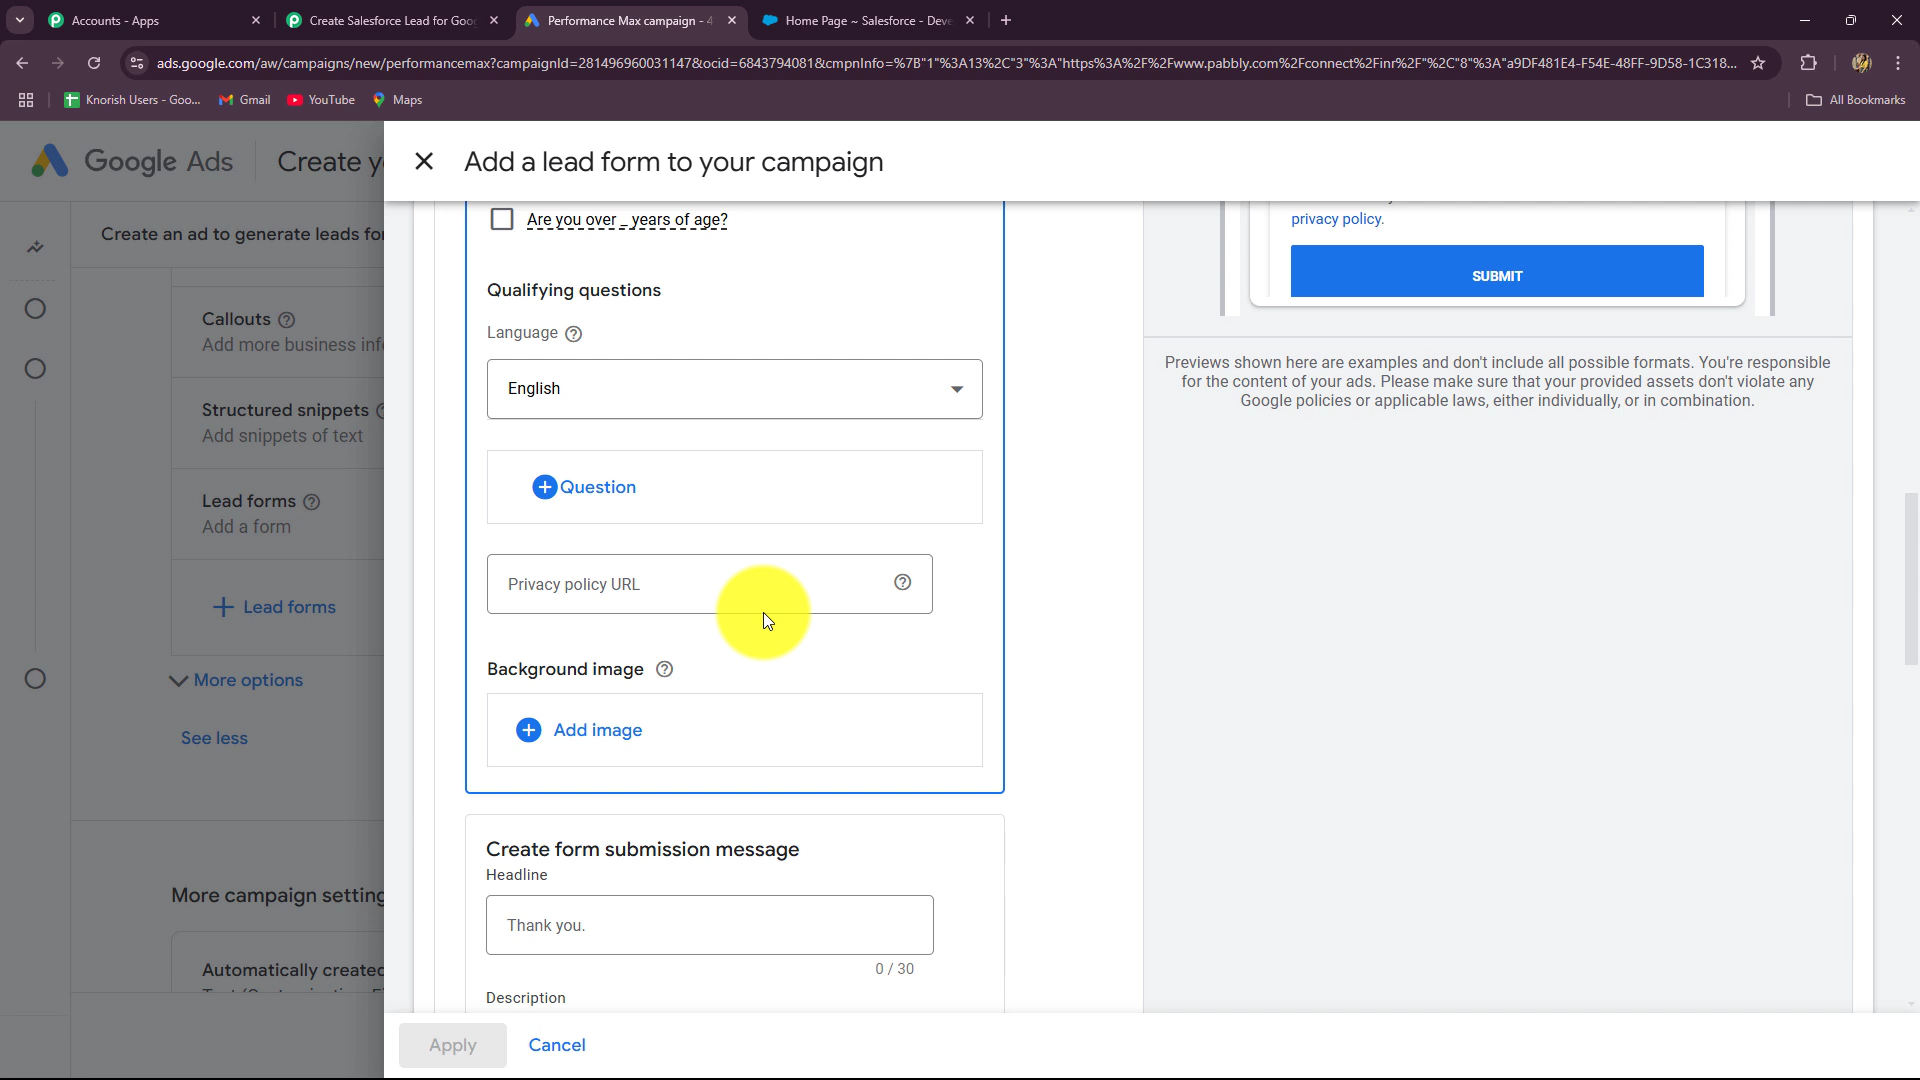 Accounts - Apps
Create Salesforce Lead for Goo
Performance Max campaign - 4
Home Page ~ Salesforce - Deve
ads.google.com/aw/campaigns/new/performancemax?campaignId=281496960031147&ocid=6843794081&cmpnInfo=%7B"1"%3A13%2C"3"%3A"https%3A%2F%2Fwww.pabbly.com%2Fconnect%2Finr%2F"%2C"8"%3A"a9DF481E4-F54E-48FF-9D58-1C318...
Knorish Users - Goo...
Gmail
YouTube
Maps
All Bookmarks
Google Ads
Create yo
Add a lead form to your campaign
Create an ad to generate leads for
Callouts
Add more business inf
Structured snippets
Add snippets of text
Lead forms
Add a form
Lead forms
More options
See less
More campaign setting
Automatically created
Are you over _ years of age?
Qualifying questions
Language
English
Question
Privacy policy URL
Background image
Add image
Create form submission message
Headline
Thank you.
0 / 30
Description
Apply
Cancel
privacy policy.
SUBMIT
Previews shown here are examples and don't include all possible formats. You're responsible
for the content of your ads. Please make sure that your provided assets don't violate any
Google policies or applicable laws, either individually, or in combination.